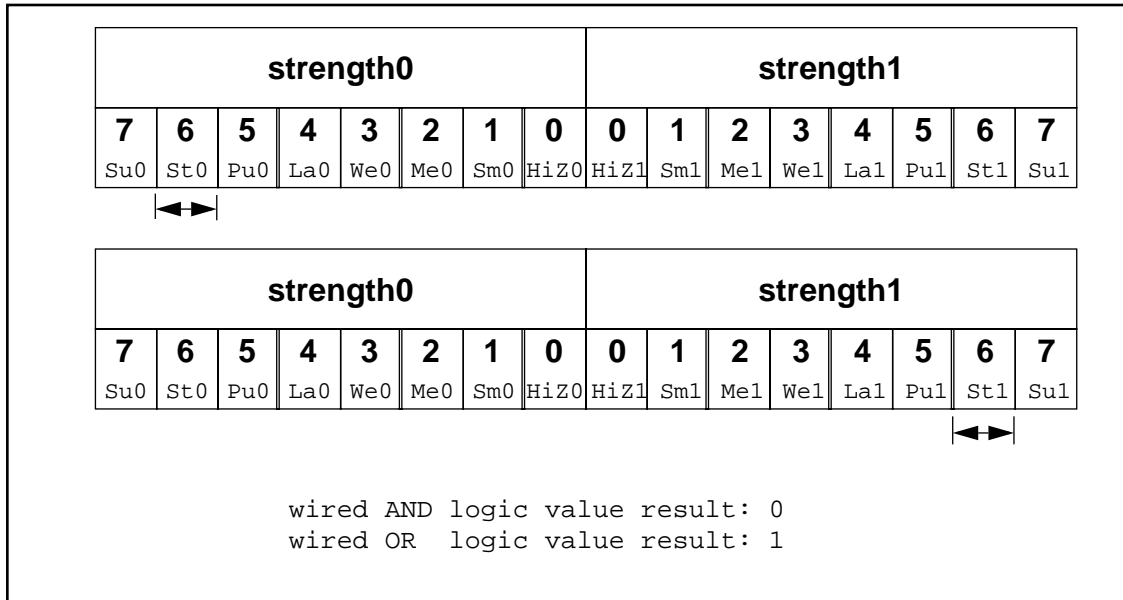 strength0 strength1
7 6 5 4 3 2 1 0 0 1 2 3 4 5 6 7
Su0 St0 Pu0 La0 We0 Me0 Sm0 HiZ0 HiZ1 Sm1 Me1 We1 La1 Pu1 St1 Su1
strength0 strength1
7 6 5 4 3 2 1 0 0 1 2 3 4 5 6 7
Su0 St0 Pu0 La0 We0 Me0 Sm0 HiZ0 HiZ1 Sm1 Me1 We1 La1 Pu1 St1 Su1
wired AND logic value result: 0
wired OR  logic value result: 1